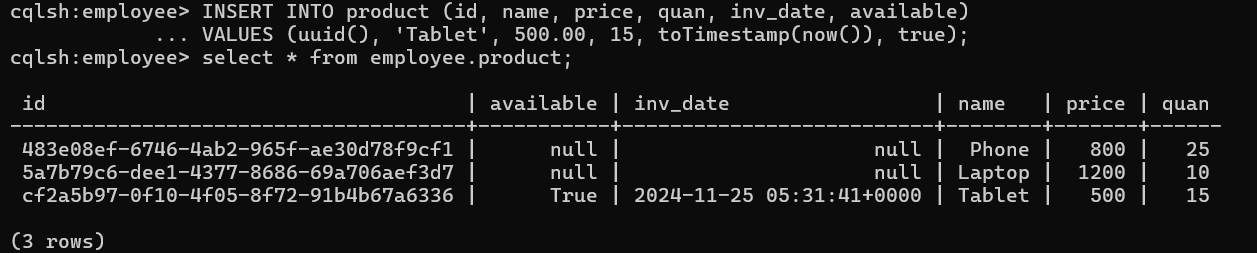 cqlsh:employee> INSERT INTO product (id, name, price, quan, inv_date, available)
            ... VALUES (uuid(), 'Tablet', 500.00, 15, toTimestamp(now()), true);
cqlsh:employee> select * from employee.product;
 id                                   | available | inv_date                 | name   | price | quan
--------------------------------------+-----------+--------------------------+--------+-------+------
 483e08ef-6746-4ab2-965f-ae30d78f9cf1 |      null |                     null |  Phone |   800 |   25
 5a7b79c6-dee1-4377-8686-69a706aef3d7 |      null |                     null | Laptop |  1200 |   10
 cf2a5b97-0f10-4f05-8f72-91b4b67a6336 |      True | 2024-11-25 05:31:41+0000 | Tablet |   500 |   15
(3 rows)